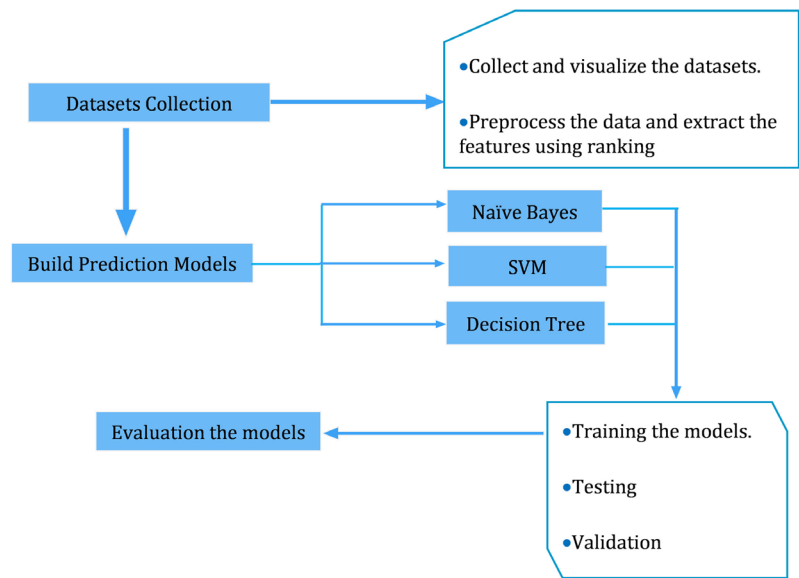 Datasets Collection
•Collect and visualize the datasets.
•Preprocess the data and extract the
features using ranking
Build Prediction Models
Naïve Bayes
SVM
Decision Tree
Evaluation the models
•Training the models.
•Testing
•Validation